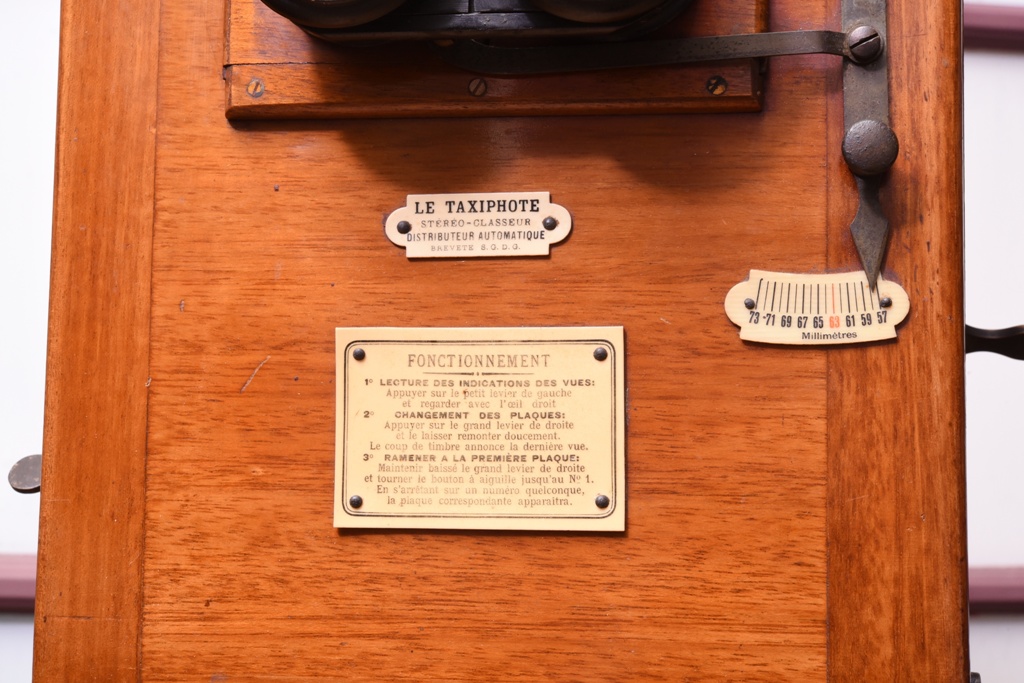 LE TAXIPHOTE
STÉRÉO-CLASSEUR
DISTRIBUTEUR AUTOMATIQUE
BREVETÉ S.G.D.G.
73 71 69 67 65 63 61 59 57
Millimètres
FONCTIONNEMENT
1º LECTURE DES INDICATIONS DES VUES:
Appuyer sur le petit levier de gauche
et regarder avec l'œil droit
2º CHANGEMENT DES PLAQUES:
Appuyer sur le grand levier de droite
et le laisser remonter doucement.
Le coup de timbre annonce la dernière vue.
3º RAMENER A LA PREMIÈRE PLAQUE:
Maintenir baissé le grand levier de droite
et tourner le bouton à aiguille jusqu'au Nº 1.
En s'arrêtant sur un numéro quelconque,
la plaque correspondante apparaîtra.